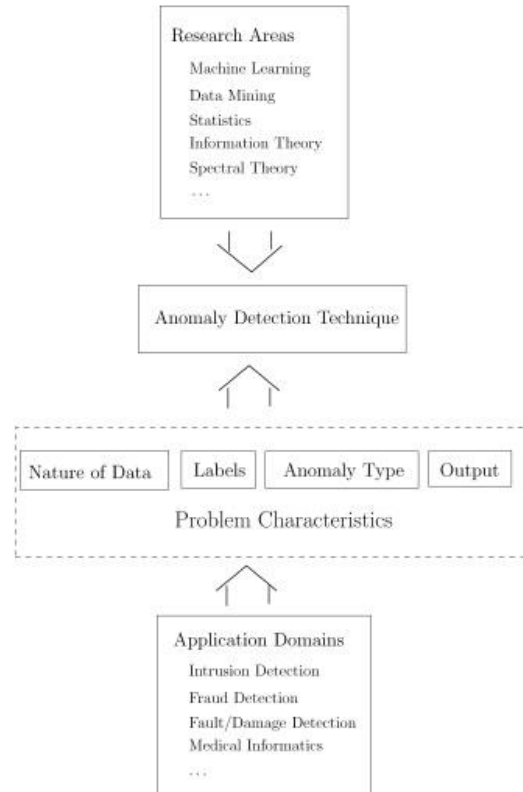 Research Areas
Machine Learning
Data Mining
Statistics
Information Theory
Spectral Theory
...
Anomaly Detection Technique
Nature of Data
Labels
Anomaly Type
Output
Problem Characteristics
Application Domains
Intrusion Detection
Fraud Detection
Fault/Damage Detection
Medical Informatics
...